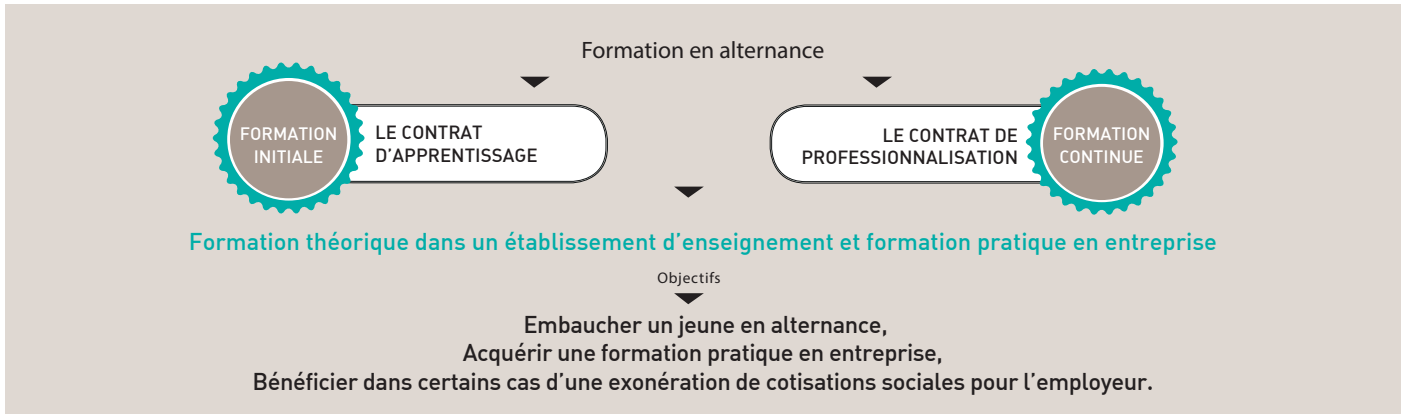 Formation en alternance
FORMATION
INITIALE
LE CONTRAT
D'APPRENTISSAGE
LE CONTRAT DE
PROFESSIONNALISATION
FORMATION
CONTINUE
Formation théorique dans un établissement d'enseignement et formation pratique en entreprise
Objectifs
Embaucher un jeune en alternance,
Acquérir une formation pratique en entreprise,
Bénéficier dans certains cas d'une exonération de cotisations sociales pour l'employeur.